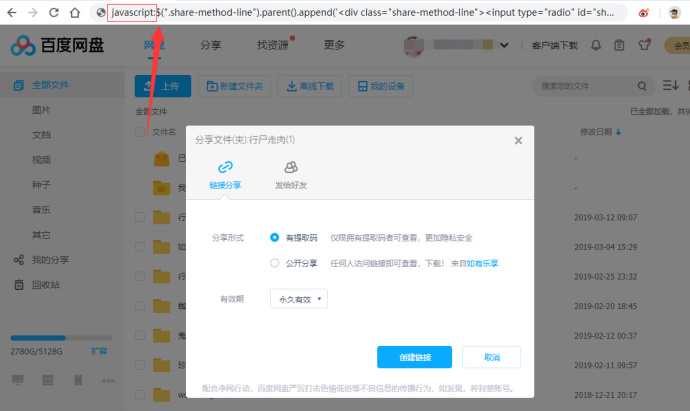 javascript:$(".share-method-line").parent().append('<div class="share-method-line"><input type="radio" id="sh...
百度网盘
网盘 分享 找资源 更多
客户端下载 会员
全部文件
图片
文档
视频
种子
音乐
其它
我的分享
回收站
2780G/5128G 扩容
上传 新建文件夹 离线下载 我的设备
搜索您的文件
全部文件
已全部加载，共
文件名 修改日期
已
-
我
-
行
2019-03-12 09:07
如
2019-03-04 15:29
行
2019-02-25 23:32
蜘
2019-02-20 18:45
鬼
2019-02-12 00:37
珍
2019-02-11 09:57
w
2018-12-21 20:17
分享文件(夹):行尸走肉(1)
链接分享 发给好友
分享形式 有提取码 仅限拥有提取码者可查看，更加隐私安全
公开分享 任何人访问链接即可查看，下载！ 来自如有乐享
有效期 永久有效
创建链接 取消
配合净网行动，百度网盘严厉打击色情低俗等不良信息的传播行为，如发现，将封禁账号。